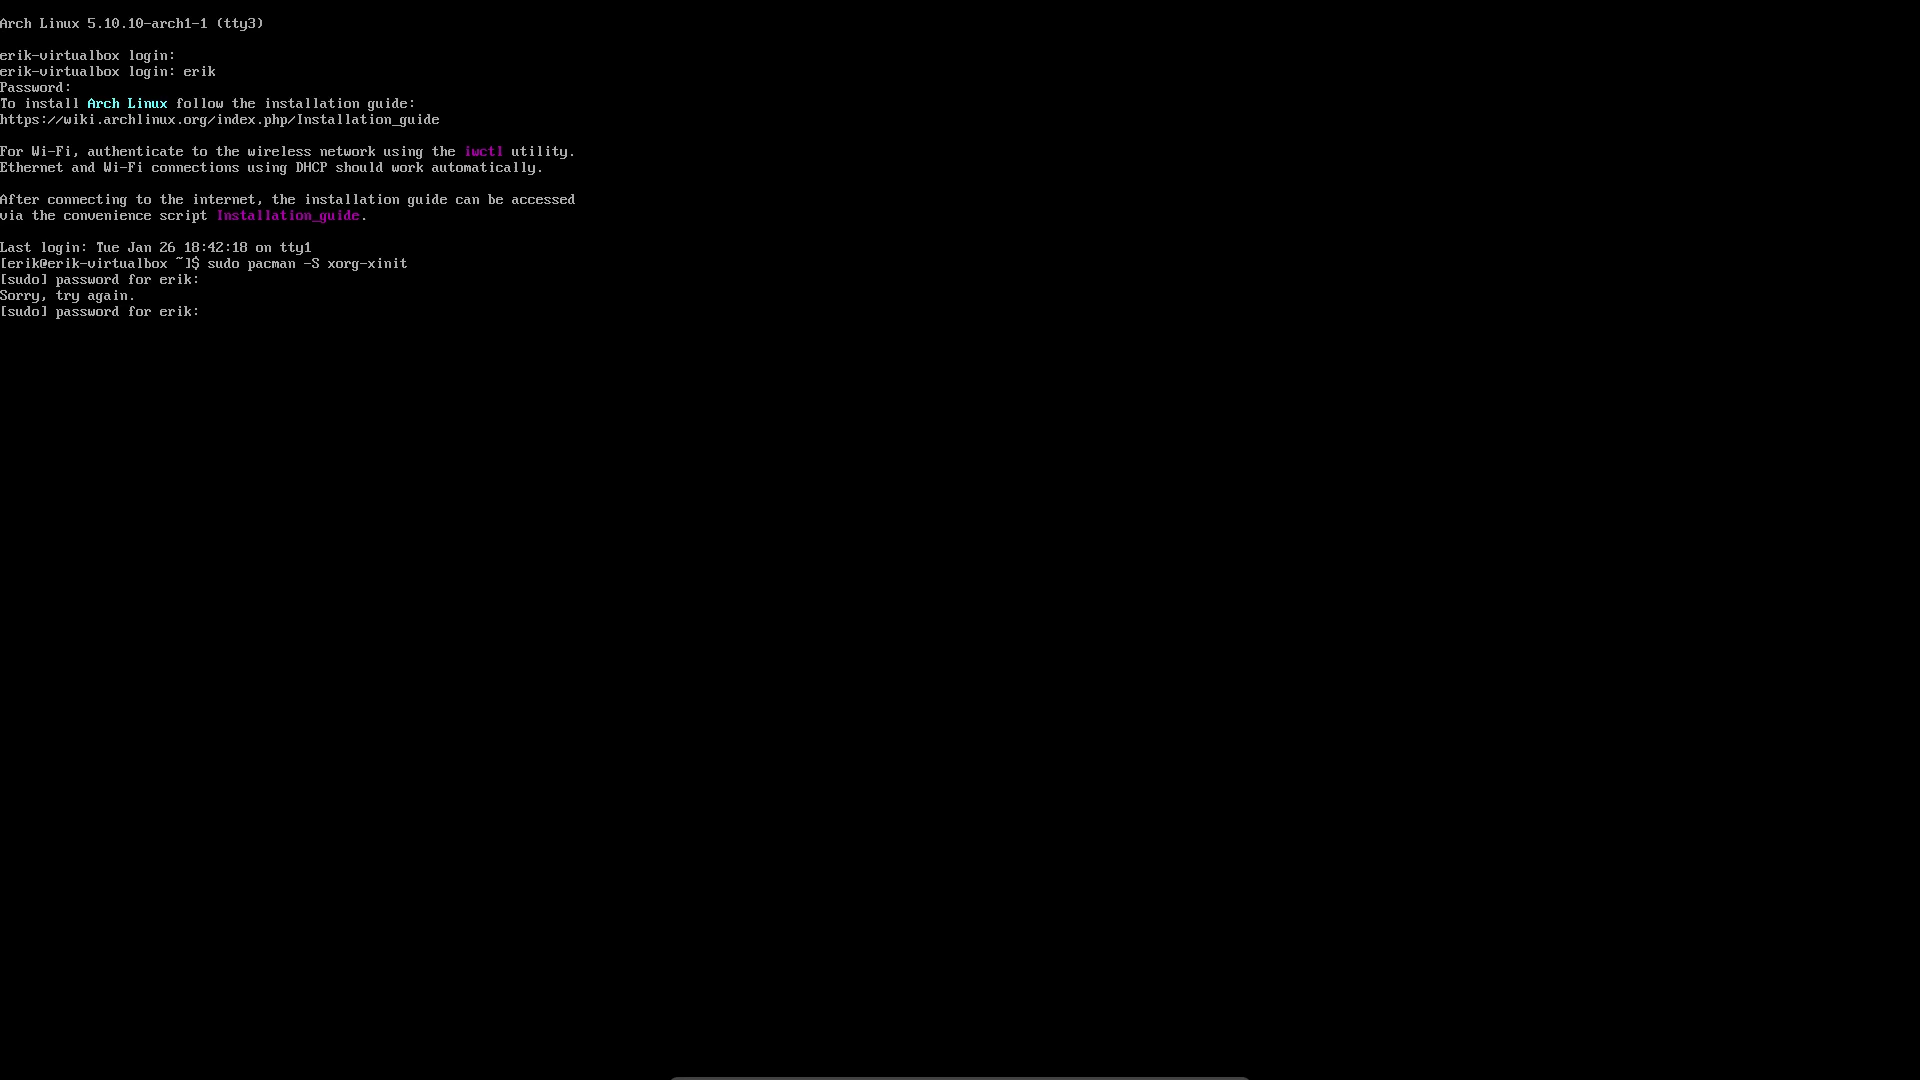 Arch Linux 5.10.10-arch1-1 (tty3)
erik-virtualbox login:
erik-virtualbox login: erik
Password:
To install Arch Linux follow the installation guide:
https://wiki.archlinux.org/index.php/Installation_guide
For Wi-Fi, authenticate to the wireless network using the iwctl utility.
Ethernet and Wi-Fi connections using DHCP should work automatically.
After connecting to the internet, the installation guide can be accessed
via the convenience script Installation_guide.
Last login: Tue Jan 26 18:42:18 on tty1
[erik@erik-virtualbox ~]$ sudo pacman -S xorg-xinit
[sudo] password for erik:
Sorry, try again.
[sudo] password for erik: